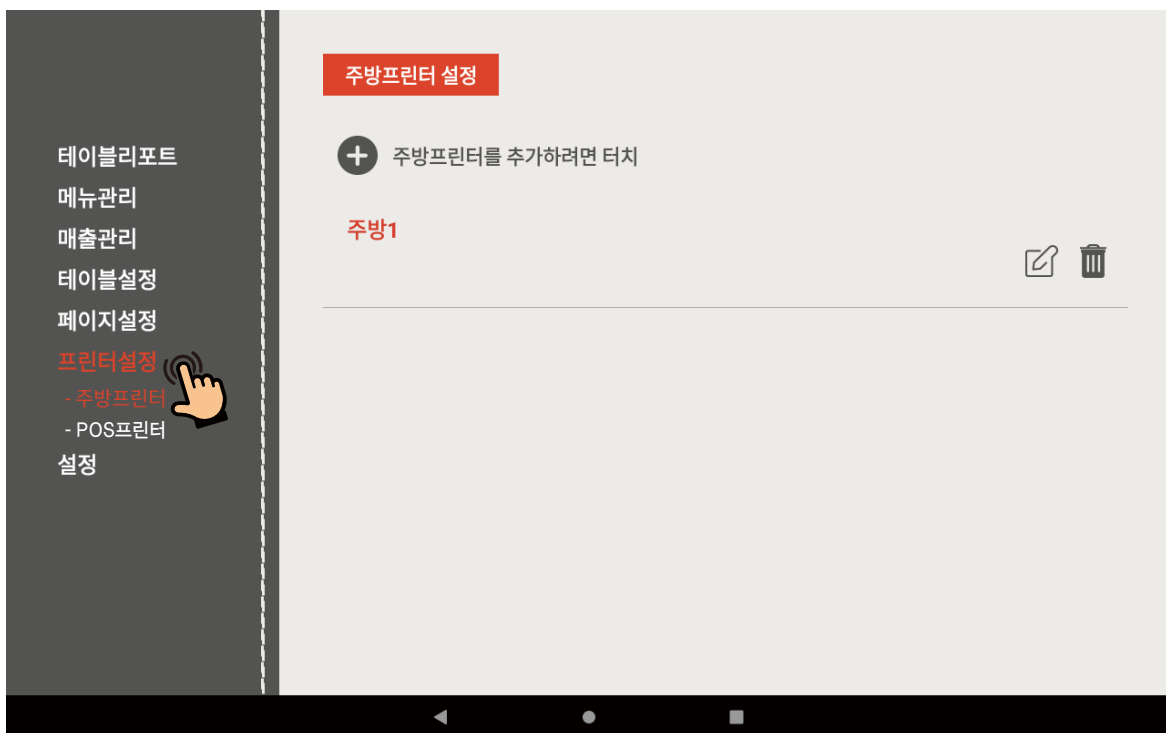 테이블리포트
메뉴관리
매출관리
테이블설정
페이지설정
프린터설정
- 주방프린터
- POS프린터
설정
주방프린터 설정
주방프린터를 추가하려면 터치
주방1